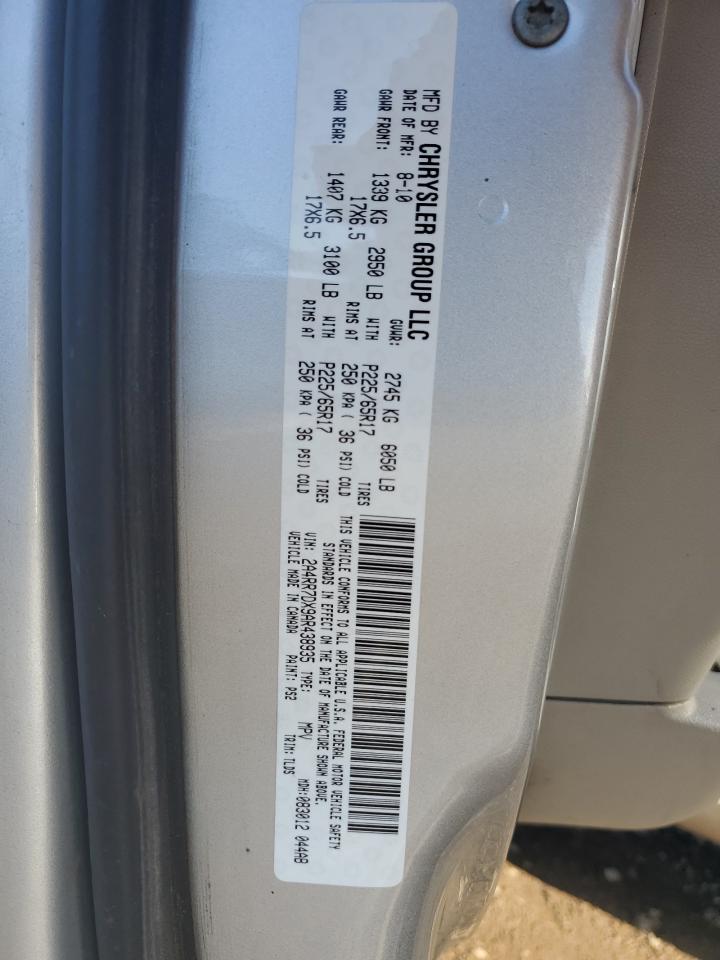 MFD BY CHRYSLER GROUP LLC
DATE OF MFR: 8-10 GVWR: 2745 KG 6050 LB
GAWR FRONT: 1339 KG 2950 LB WITH P225/65R17 TIRES
17X6.5 RIMS AT 250 KPA ( 36 PSI) COLD
GAWR REAR: 1407 KG 3100 LB WITH P225/65R17 TIRES
17X6.5 RIMS AT 250 KPA ( 36 PSI) COLD
THIS VEHICLE CONFORMS TO ALL APPLICABLE U.S.A. FEDERAL MOTOR VEHICLE SAFETY
STANDARDS IN EFFECT ON THE DATE OF MANUFACTURE SHOWN ABOVE.
VIN: 2A4RR7DX9AR438935 TYPE: MPV MDH:083012 044AB
VEHICLE MADE IN CANADA PAINT: PS2 TRIM: TLDS